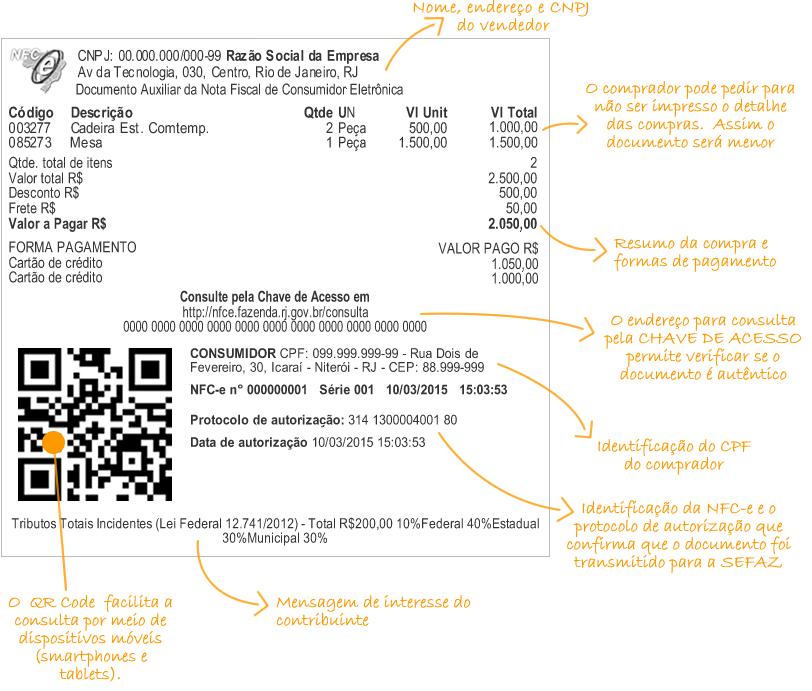 Nome, endereço e CNPJ
do vendedor
NFC-e
CNPJ: 00.000.000/000-99 Razão Social da Empresa
Av da Tecnologia, 030, Centro, Rio de Janeiro, RJ
Documento Auxiliar da Nota Fiscal de Consumidor Eletrônica
Código Descrição Qtde UN Vl Unit Vl Total
003277 Cadeira Est. Comtemp. 2 Peça 500,00 1.000,00
085273 Mesa 1 Peça 1.500,00 1.500,00
O comprador pode pedir para
não ser impresso o detalhe
das compras. Assim o
documento será menor
Qtde. total de itens 2
Valor total R$ 2.500,00
Desconto R$ 500,00
Frete R$ 50,00
Valor a Pagar R$ 2.050,00
FORMA PAGAMENTO VALOR PAGO R$
Cartão de crédito 1.050,00
Cartão de crédito 1.000,00
Resumo da compra e
formas de pagamento
Consulte pela Chave de Acesso em
http://nfce.fazenda.rj.gov.br/consulta
0000 0000 0000 0000 0000 0000 0000 0000 0000 0000 0000
O endereço para consulta
pela CHAVE DE ACESSO
permite verificar se o
documento é autêntico
CONSUMIDOR CPF: 099.999.999-99 - Rua Dois de
Fevereiro, 30, Icaraí - Niterói - RJ - CEP: 88.999-999
NFC-e nº 000000001 Série 001 10/03/2015 15:03:53
Protocolo de autorização: 314 1300004001 80
Data de autorização 10/03/2015 15:03:53
Identificação do CPF
do comprador
Identificação da NFC-e e o
protocolo de autorização que
confirma que o documento foi
transmitido para a SEFAZ.
Tributos Totais Incidentes (Lei Federal 12.741/2012) - Total R$200,00 10%Federal 40%Estadual
30%Municipal 30%
O QR Code facilita a
consulta por meio de
dispositivos móveis
(smartphones e
tablets).
Mensagem de interesse do
contribuinte